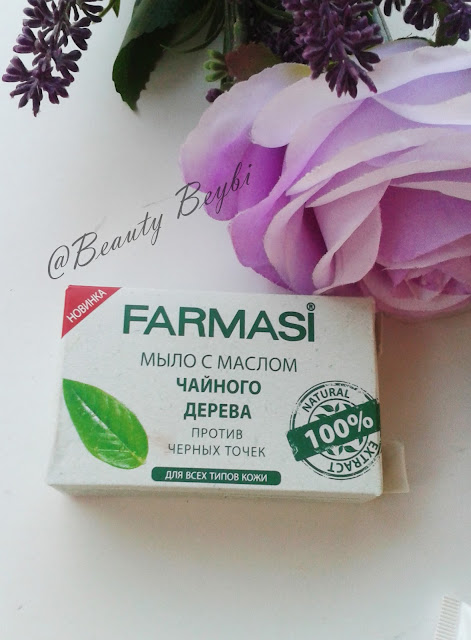 @Beauty Beybi
НОВИНКА
FARMASi®
МЫЛО С МАСЛОМ
ЧАЙНОГО
ДЕРЕВА
ПРОТИВ
ЧЕРНЫХ ТОЧЕК
ДЛЯ ВСЕХ ТИПОВ КОЖИ
NATURAL
100%
EXTRACT